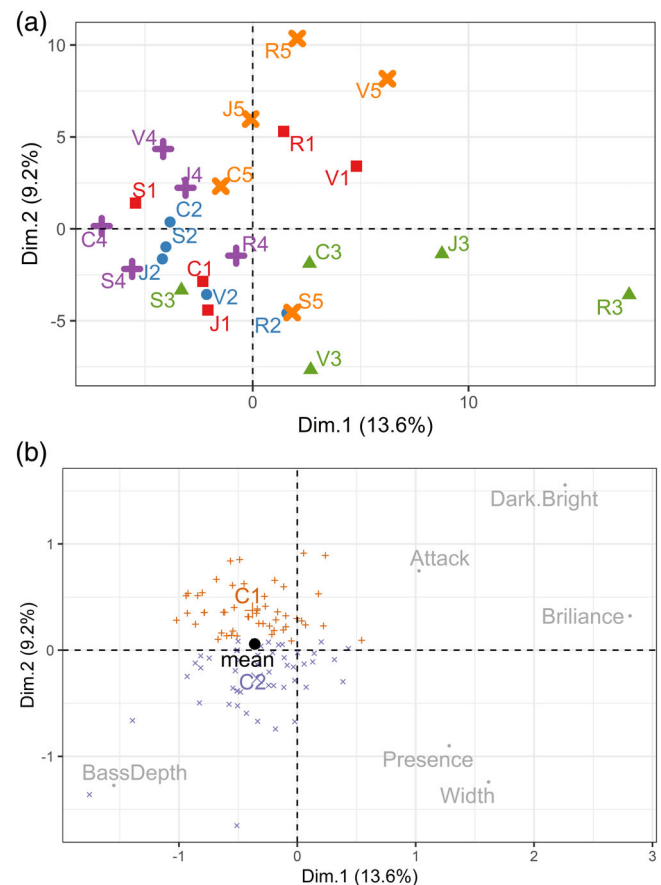 (a)
R5
10
V5
J5
5
V4
R1
J4
C5
V1
S1
C2
0
C4
S2
R4
C3
J3
S4
J2
C1
S3
V2
S5
R3
J1
R2
-5
V3
0
10
Dim.2 (9.2%)
Dim.1 (13.6%)
(b)
Dark.Bright
1
Attack
C1
Briliance
0
mean
C2
Presence
-1
BassDepth
Width
-1
0
1
2
3
Dim.2 (9.2%)
Dim.1 (13.6%)